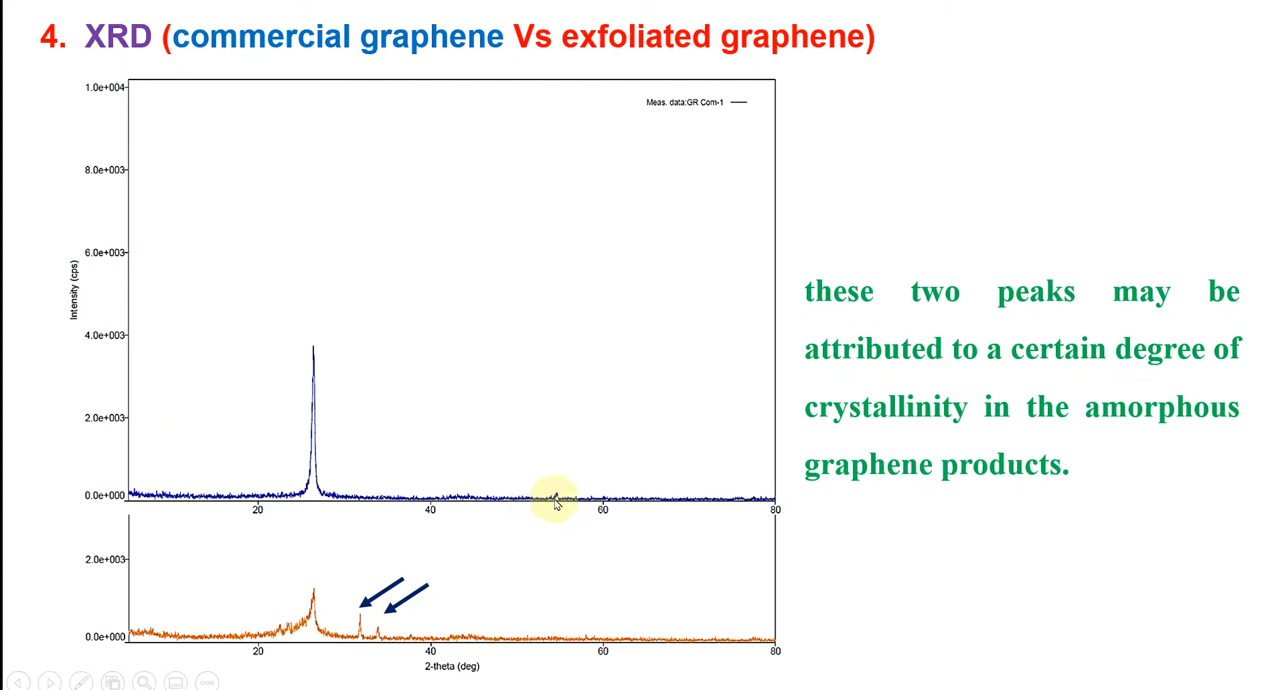 4. XRD (commercial graphene Vs exfoliated graphene)
1.0e+004
Meas. data:GR Com-1
8.0e+003
6.0e+003
Intensity (cps)
4.0e+003
2.0e+003
0.0e+000
20 40 60 80
2.0e+003
0.0e+000
20 40 60 80
2-theta (deg)
these two peaks may be
attributed to a certain degree of
crystallinity in the amorphous
graphene products.